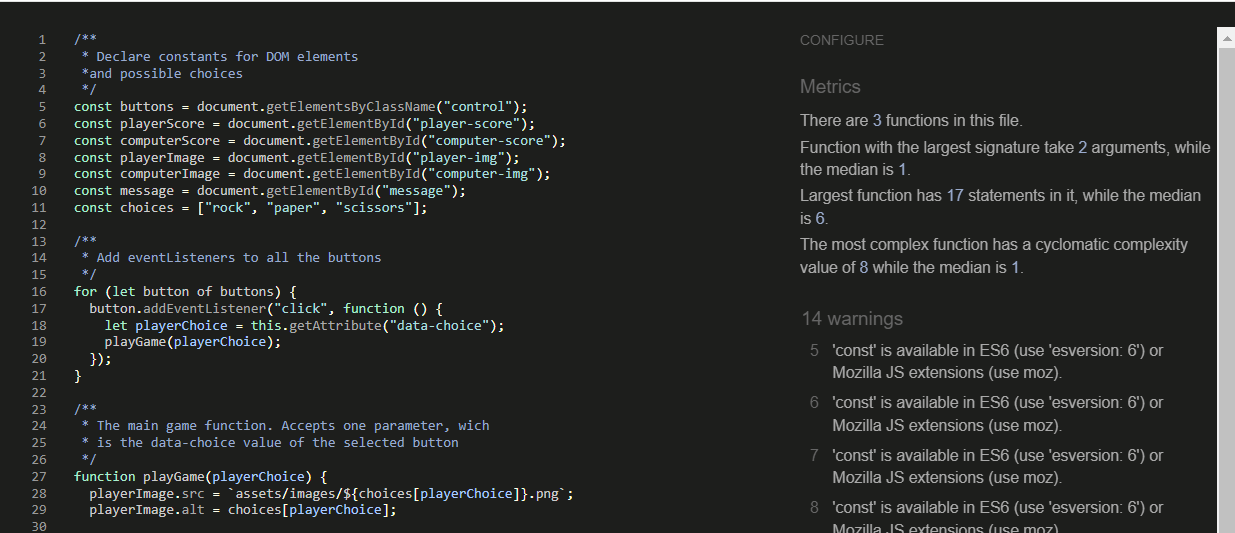 1 /**
2 * Declare constants for DOM elements
3 *and possible choices
4 */
5 const buttons = document.getElementsByClassName("control");
6 const playerScore = document.getElementById("player-score");
7 const computerScore = document.getElementById("computer-score");
8 const playerImage = document.getElementById("player-img");
9 const computerImage = document.getElementById("computer-img");
10 const message = document.getElementById("message");
11 const choices = ["rock", "paper", "scissors"];
12
13 /**
14 * Add eventListeners to all the buttons
15 */
16 for (let button of buttons) {
17 button.addEventListener("click", function () {
18 let playerChoice = this.getAttribute("data-choice");
19 playGame(playerChoice);
20 });
21 }
22
23 /**
24 * The main game function. Accepts one parameter, wich
25 * is the data-choice value of the selected button
26 */
27 function playGame(playerChoice) {
28 playerImage.src = `assets/images/${choices[playerChoice]}.png`;
29 playerImage.alt = choices[playerChoice];
30
CONFIGURE
Metrics
There are 3 functions in this file.
Function with the largest signature take 2 arguments, while
the median is 1.
Largest function has 17 statements in it, while the median
is 6.
The most complex function has a cyclomatic complexity
value of 8 while the median is 1.
14 warnings
5 'const' is available in ES6 (use 'esversion: 6') or
Mozilla JS extensions (use moz).
6 'const' is available in ES6 (use 'esversion: 6') or
Mozilla JS extensions (use moz).
7 'const' is available in ES6 (use 'esversion: 6') or
Mozilla JS extensions (use moz).
8 'const' is available in ES6 (use 'esversion: 6') or
Mozilla JS extensions (use moz).